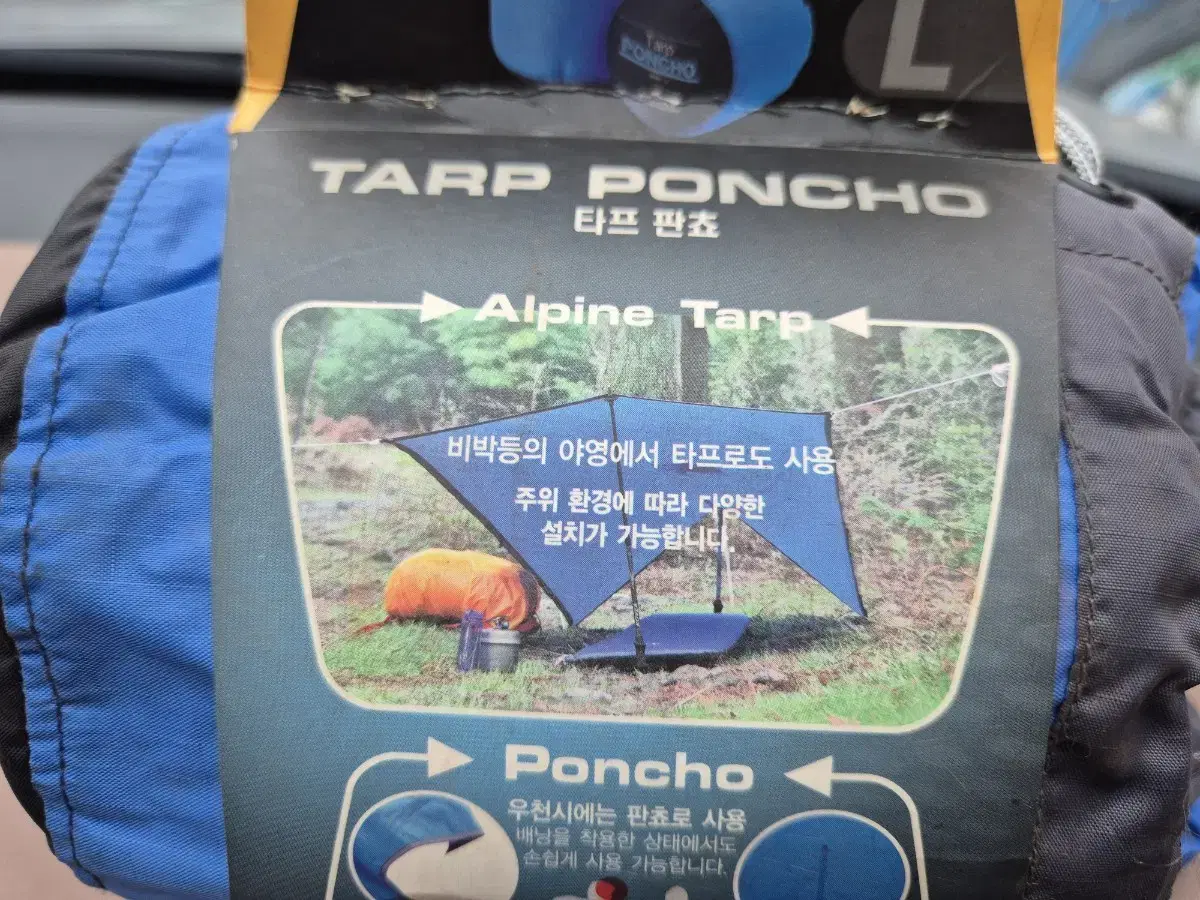 Tarp
PONCHO
L
TARP PONCHO
타프 판쵸
Alpine Tarp
비박등의 야영에서 타프로도 사용
주위 환경에 따라 다양한
설치가 가능합니다.
Poncho
우천시에는 판쵸로 사용
배낭을 착용한 상태에서도
손쉽게 사용 가능합니다.